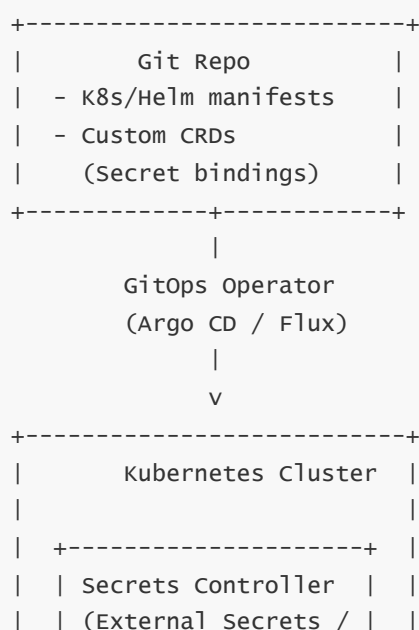 +---------------------------+
|        Git Repo          |
|  - K8s/Helm manifests    |
|  - Custom CRDs           |
|    (Secret bindings)     |
+-------------+------------+
              |
        GitOps Operator
        (Argo CD / Flux)
              |
              v
+---------------------------+
|       Kubernetes Cluster  |
|                           |
|  +---------------------+  |
|  | Secrets Controller  |  |
|  | (External Secrets / |  |